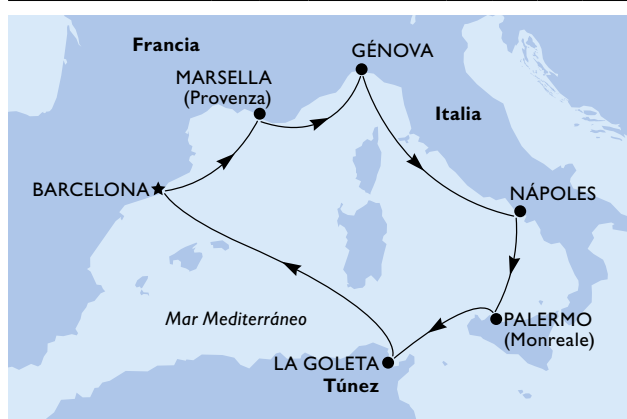 Francia
GÉNOVA
MARSELLA
(Provenza)
Italia
BARCELONA
NÁPOLES
Mar Mediterráneo
PALERMO
(Monreale)
LA GOLETA
Túnez